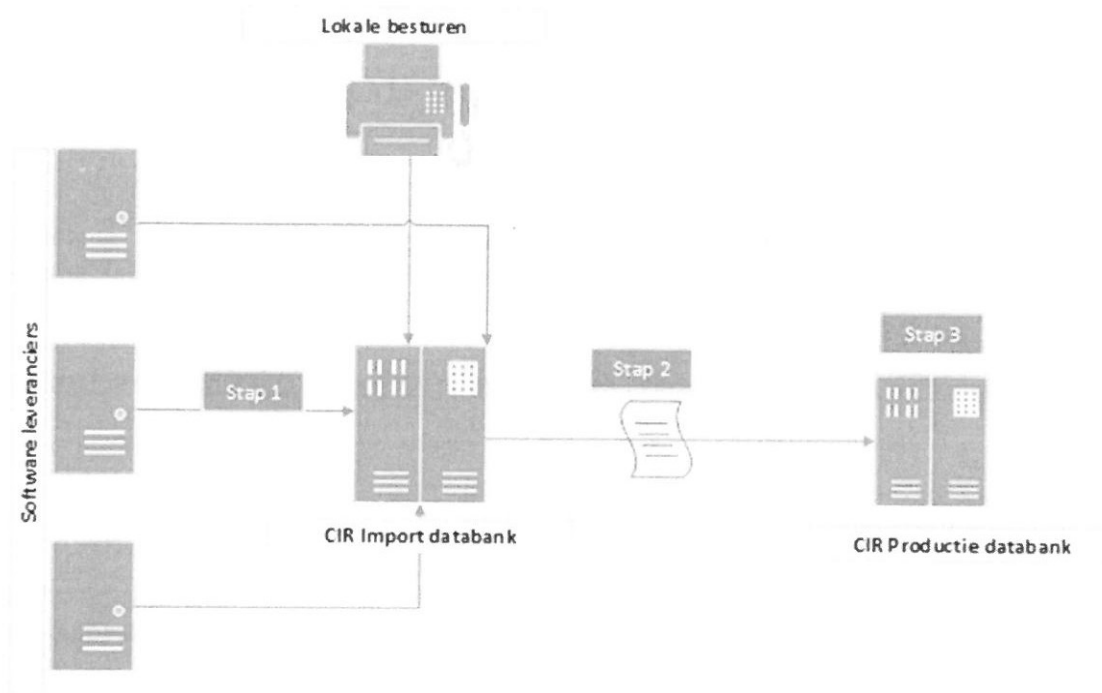 Lokale besturen
Software leveranciers
Stap 1
Stap 2
Stap 3
CIR Import databank
CIR Productie databank